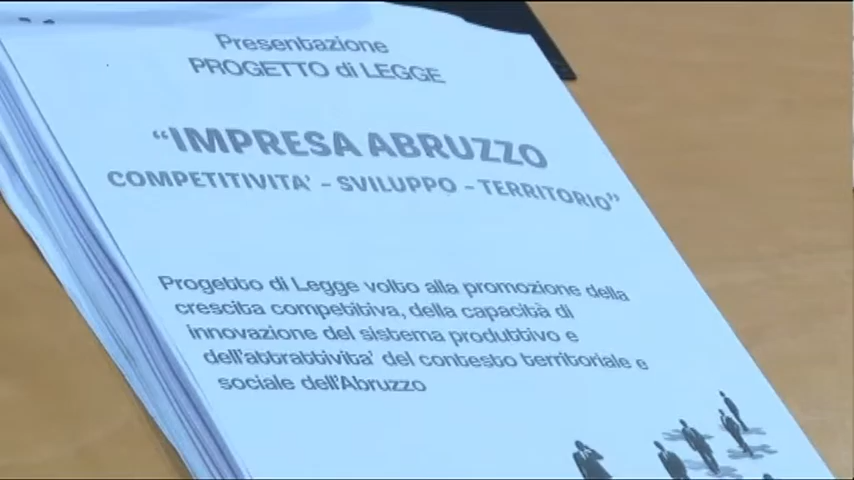 Presentazione
PROGETTO di LEGGE
“IMPRESA ABRUZZO
COMPETITIVITA' - SVILUPPO - TERRITORIO”
Progetto di Legge volto alla promozione della
crescita competitiva, della capacità di
innovazione del sistema produttivo e
dell'attrattivita' del contesto territoriale e
sociale dell'Abruzzo